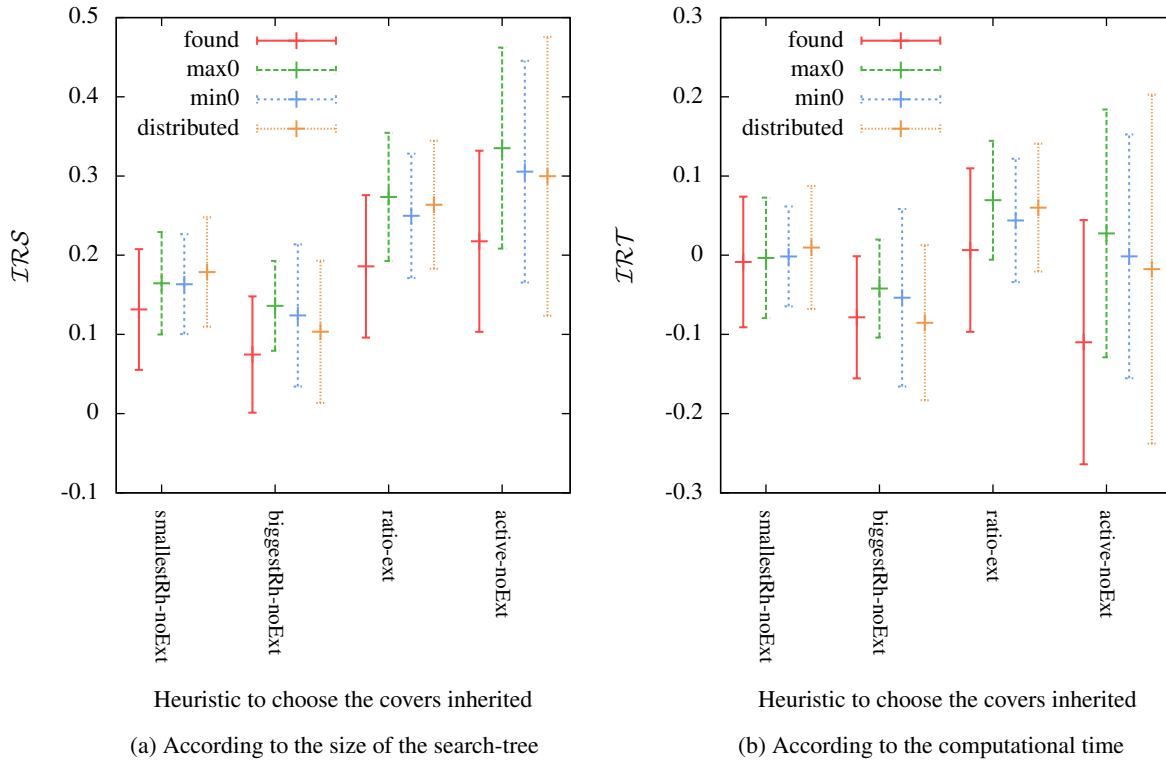 0.5
0.4
0.3
0.2
0.1
0
-0.1
IRS
found
max0
min0
distributed
smallestRh-noExt
biggestRh-noExt
ratio-ext
active-noExt
Heuristic to choose the covers inherited
(a) According to the size of the search-tree
0.3
0.2
0.1
0
-0.1
-0.2
-0.3
IRT
found
max0
min0
distributed
smallestRh-noExt
biggestRh-noExt
ratio-ext
active-noExt
Heuristic to choose the covers inherited
(b) According to the computational time